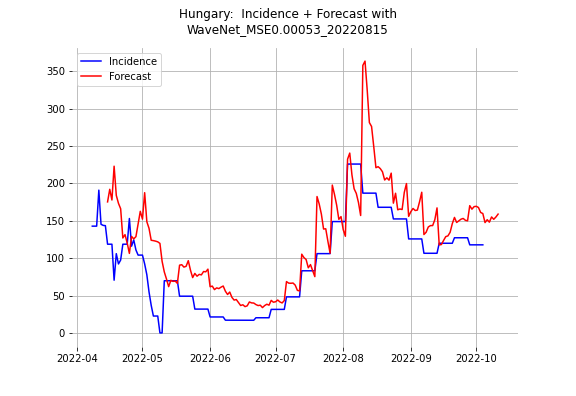 Hungary:  Incidence + Forecast with
WaveNet_MSE0.00053_20220815
Incidence
Forecast
350
300
250
200
150
100
50
0
2022-04 2022-05 2022-06 2022-07 2022-08 2022-09 2022-10